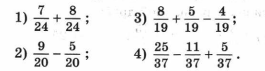 1) 7/24 + 8/24 ; 3) 8/19 + 5/19 − 4/19 ;
2) 9/20 − 5/20 ; 4) 25/37 − 11/37 + 5/37 .